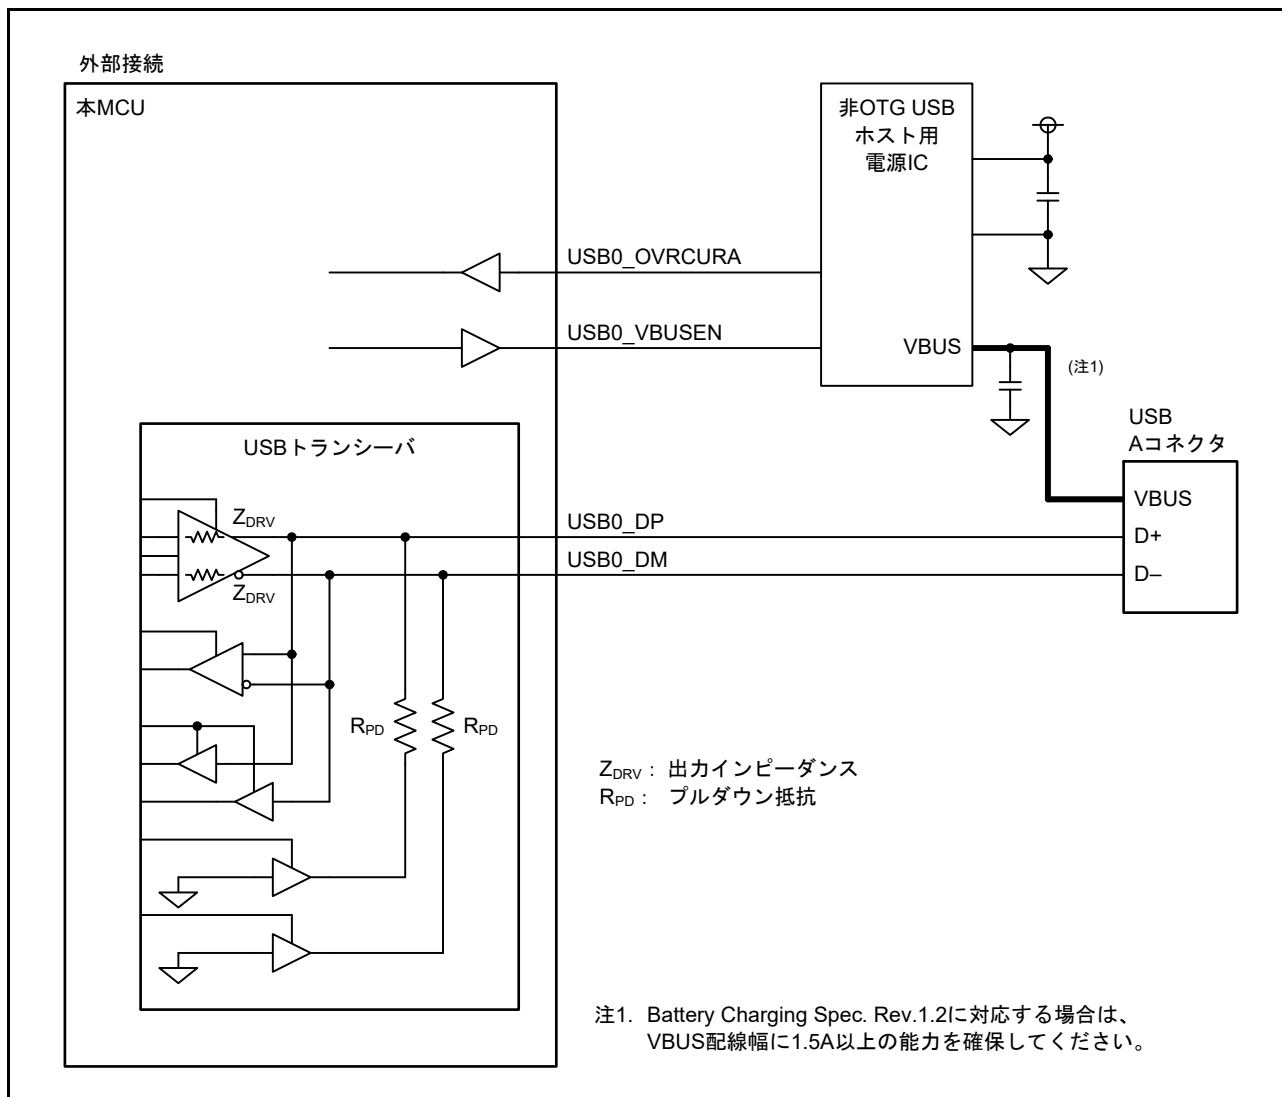 外部接続
本MCU
非OTG USB
ホスト用
電源IC
USB0_OVRCURA
USB0_VBUSEN
VBUS
(注1)
USB
Aコネクタ
VBUS
D+
D–
USBトランシーバ
ZDRV
ZDRV
USB0_DP
USB0_DM
RPD
RPD
ZDRV： 出力インピーダンス
RPD： プルダウン抵抗
注1. Battery Charging Spec. Rev.1.2に対応する場合は、
VBUS配線幅に1.5A以上の能力を確保してください。